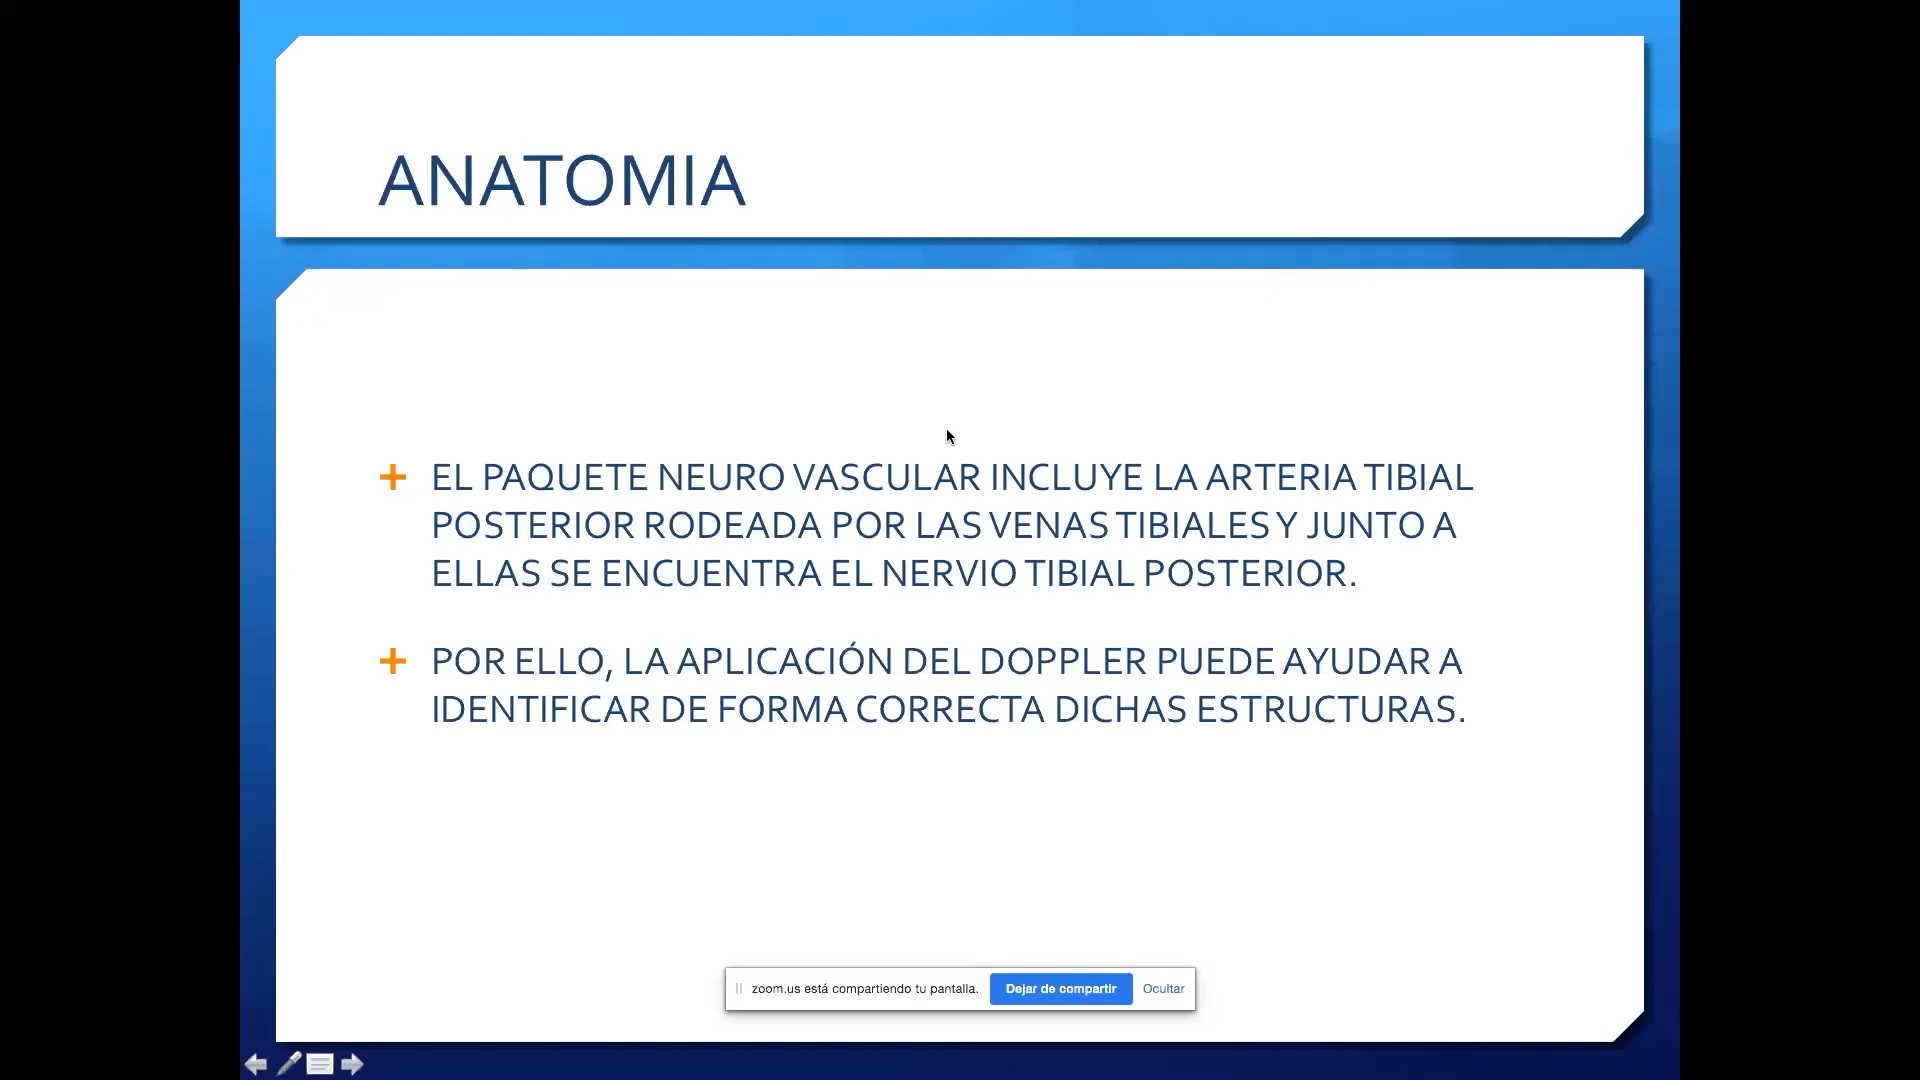 ANATOMIA
EL PAQUETE NEURO VASCULAR INCLUYE LA ARTERIA TIBIAL
POSTERIOR RODEADA POR LAS VENAS TIBIALES Y JUNTO A
ELLAS SE ENCUENTRA EL NERVIO TIBIAL POSTERIOR.
POR ELLO, LA APLICACIÓN DEL DOPPLER PUEDE AYUDAR A
IDENTIFICAR DE FORMA CORRECTA DICHAS ESTRUCTURAS.
zoom.us está compartiendo tu pantalla. Dejar de compartir Ocultar